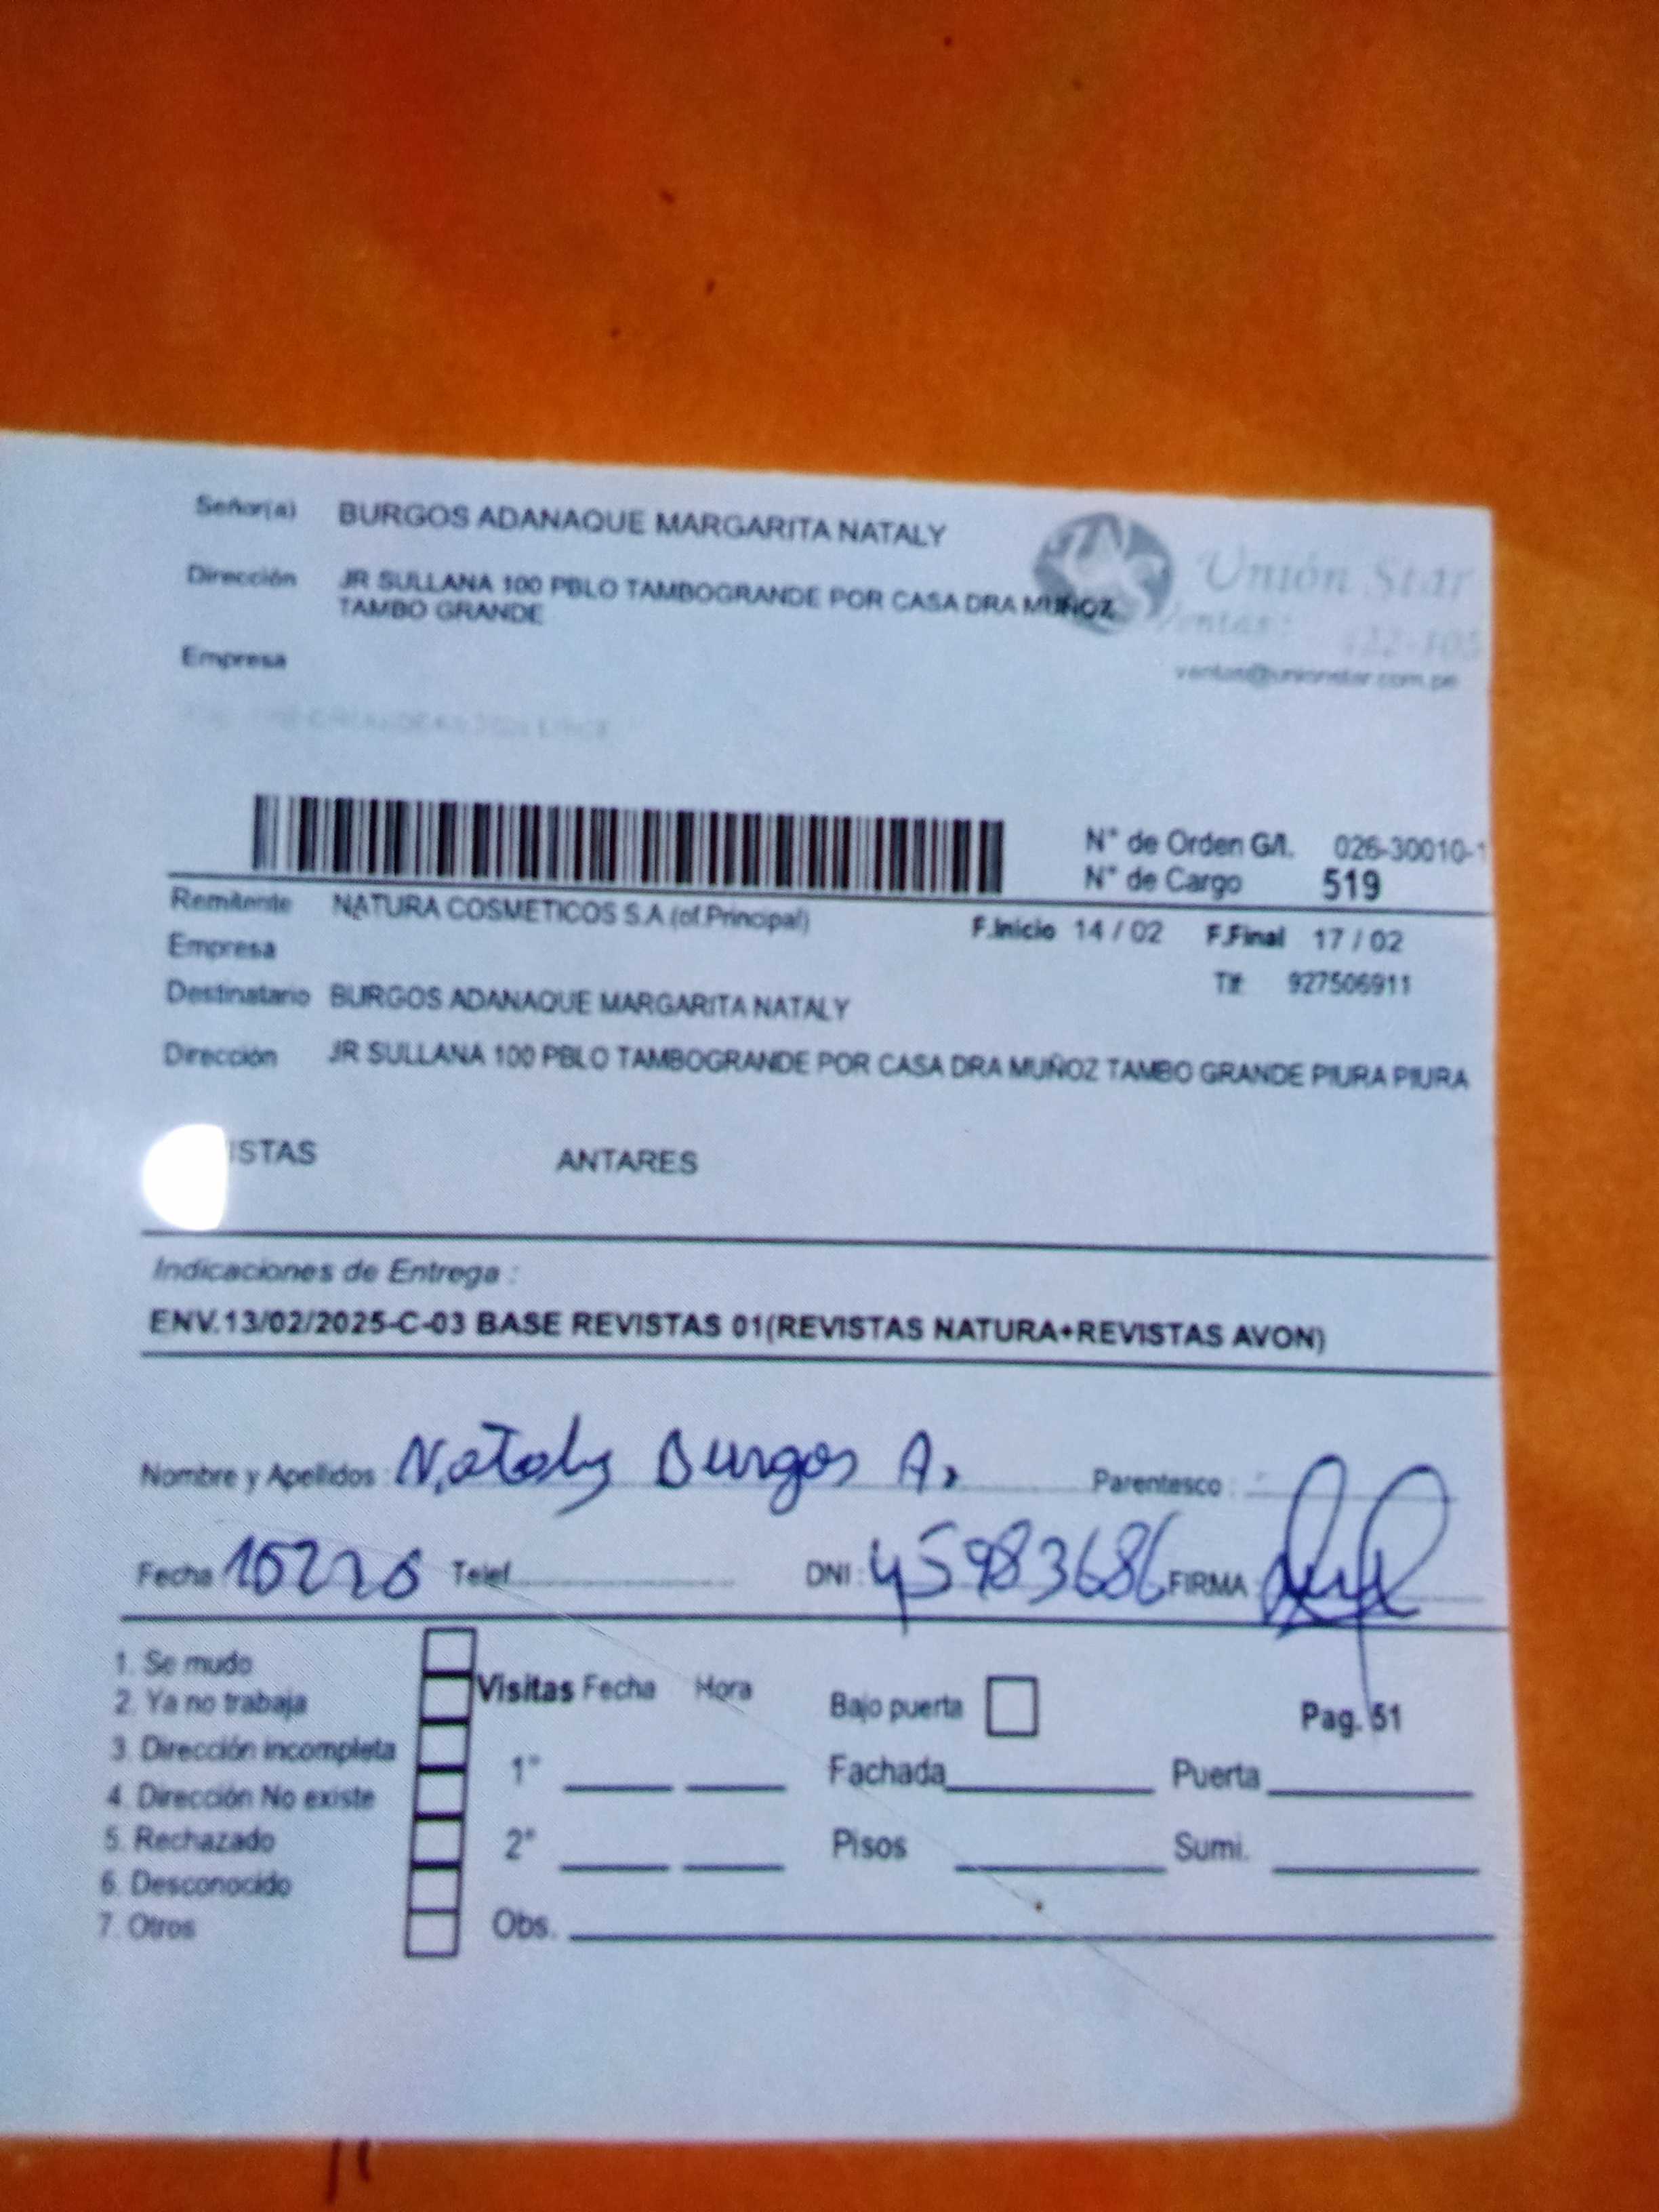 Señor(a) BURGOS ADANAQUE MARGARITA NATALY
Unión Star
Dirección JR SULLANA 100 PBLO TAMBOGRANDE POR CASA DRA MUÑOZ
TAMBO GRANDE
Ventas:
Empresa
ventas@unionstar.com.pe
N° de Orden G/I. 026-30010-1
N° de Cargo 519
Remitente NATURA COSMETICOS S.A (of.Principal)
F.Inicio 14 / 02 F.Final 17 / 02
Empresa
Tlf: 927506911
Destinatario BURGOS ADANAQUE MARGARITA NATALY
Dirección JR SULLANA 100 PBLO TAMBOGRANDE POR CASA DRA MUÑOZ TAMBO GRANDE PIURA PIURA
ISTAS ANTARES
Indicaciones de Entrega :
ENV.13/02/2025-C-03 BASE REVISTAS 01(REVISTAS NATURA+REVISTAS AVON)
Nombre y Apellidos : Nataly Burgos A. Parentesco :
Fecha Telef. DNI : 45983686 FIRMA
1. Se mudo
2. Ya no trabaja
3. Dirección incompleta
4. Dirección No existe
5. Rechazado
6. Desconocido
7. Otros
Visitas Fecha Hora
1°
2°
Obs.
Bajo puerta
Pag. 51
Fachada Puerta
Pisos Sumi.